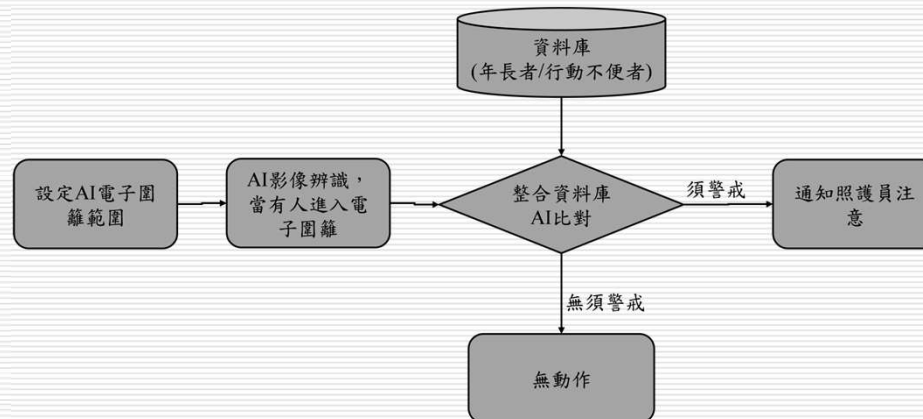 資料庫
(年長者/行動不便者)
設定AI電子圍
籬範圍
AI影像辨識，
當有人進入電
子圍籬
整合資料庫
AI比對
須警戒
通知照護員注
意
無須警戒
無動作